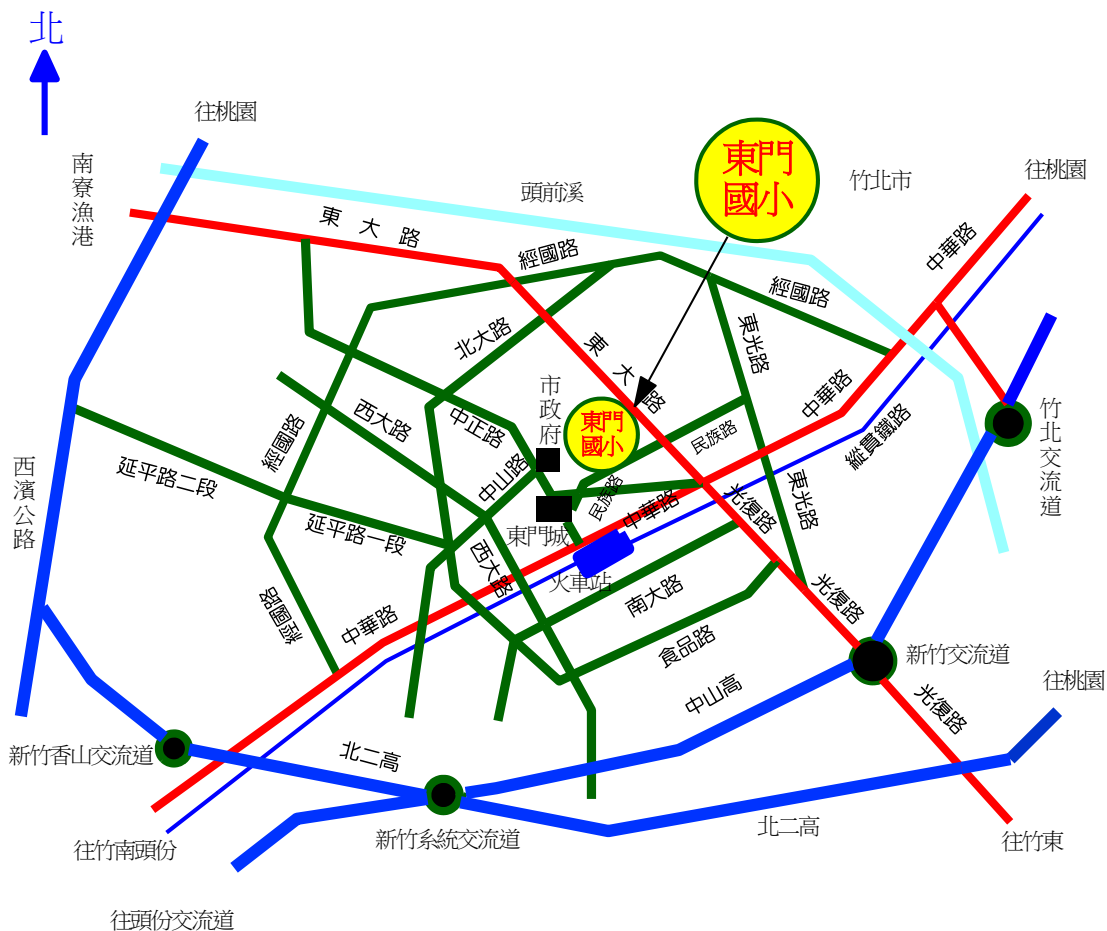 北
往桃園
南寮漁港
東門
國小
竹北市
往桃園
頭前溪
東大路
經國路
中華路
經國路
北大路
東光路
東大路
市政府
西大路
中正路
東門
國小
民族路
中華路
縱貫鐵路
竹北交流道
經國路
西濱公路
延平路二段
中山路
民族路
東光路
光復路
中華路
延平路一段
東門城
西大路
火車站
南大路
光復路
經國路
中華路
食品路
新竹交流道
中山高
往桃園
光復路
新竹香山交流道
北二高
新竹系統交流道
北二高
往竹東
往竹南頭份
往頭份交流道